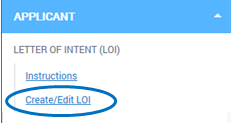 APPLICANT
LETTER OF INTENT (LOI)
Instructions
Create/Edit LOI